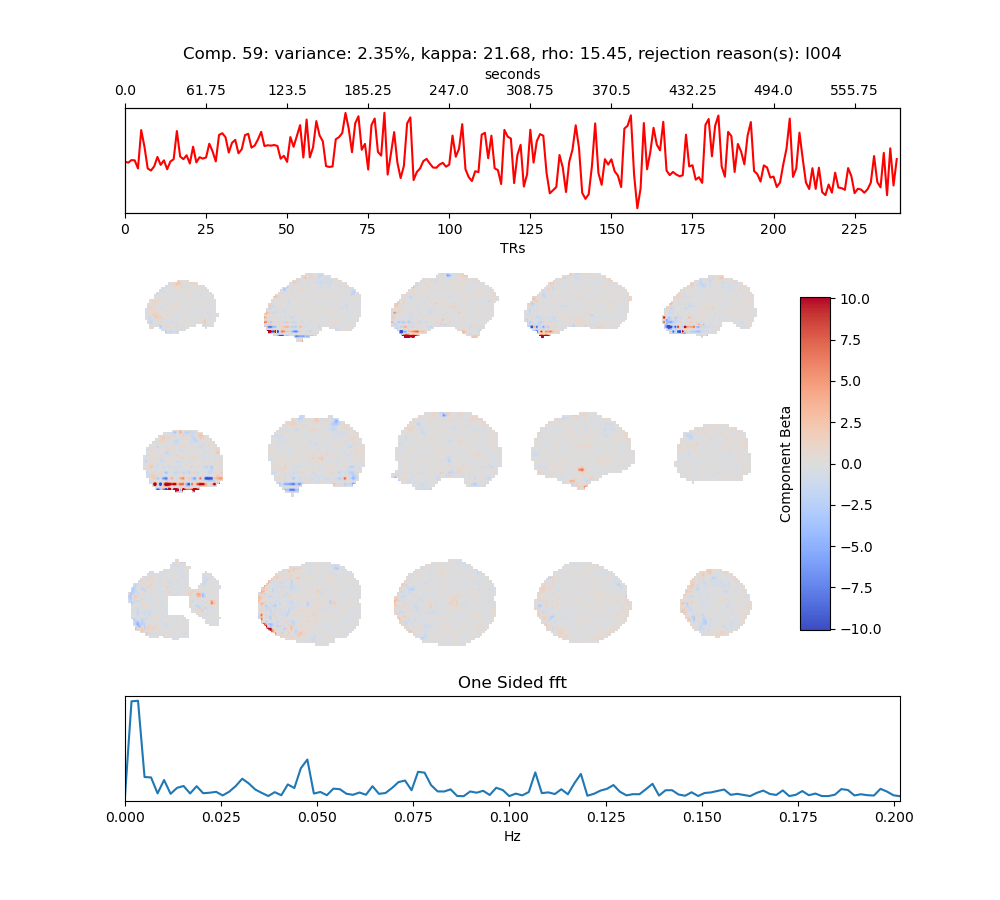 Comp. 59: variance: 2.35%, kappa: 21.68, rho: 15.45, rejection reason(s): I004
seconds
0.0 61.75 123.5 185.25 247.0 308.75 370.5 432.25 494.0 555.75
0 25 50 75 100 125 150 175 200 225
TRs
10.0
7.5
5.0
2.5
0.0
−2.5
−5.0
−7.5
−10.0
Component Beta
One Sided fft
0.000 0.025 0.050 0.075 0.100 0.125 0.150 0.175 0.200
Hz